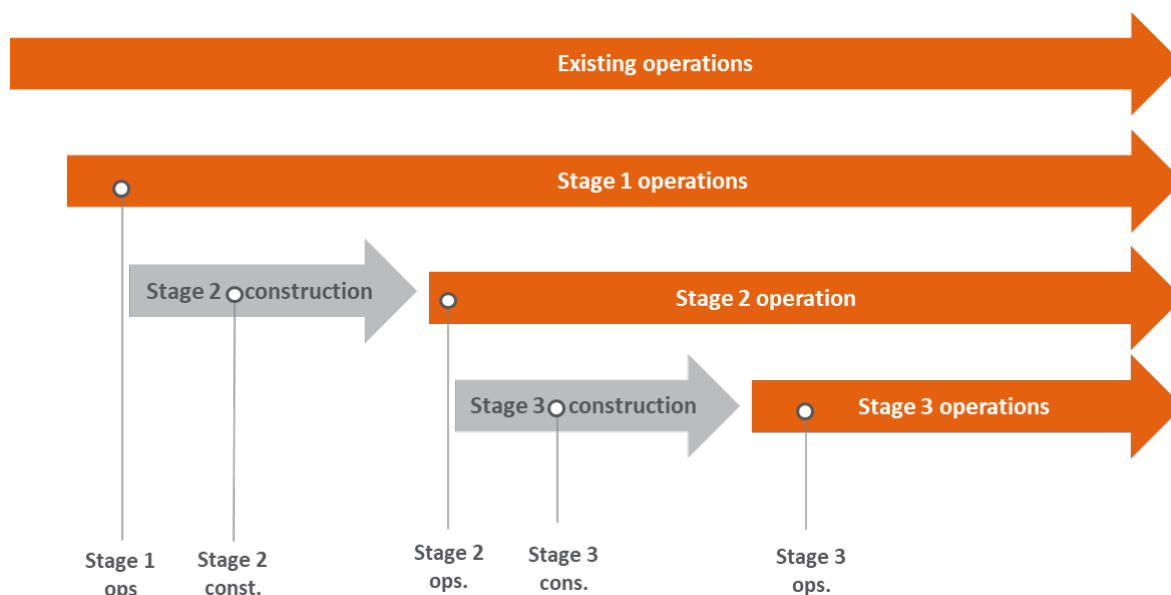 Existing operations
Stage 1 operations
Stage 2 construction
Stage 2 operation
Stage 3 construction
Stage 3 operations
Stage 1
ops
Stage 2
const.
Stage 2
ops.
Stage 3
cons.
Stage 3
ops.